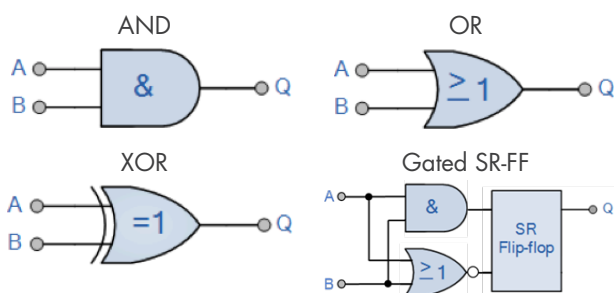 AND
OR
A
B
&
Q
A
B
≥1
Q
XOR
Gated SR-FF
A
B
=1
Q
A
&
B
≥1
SR
Flip-flop
Q